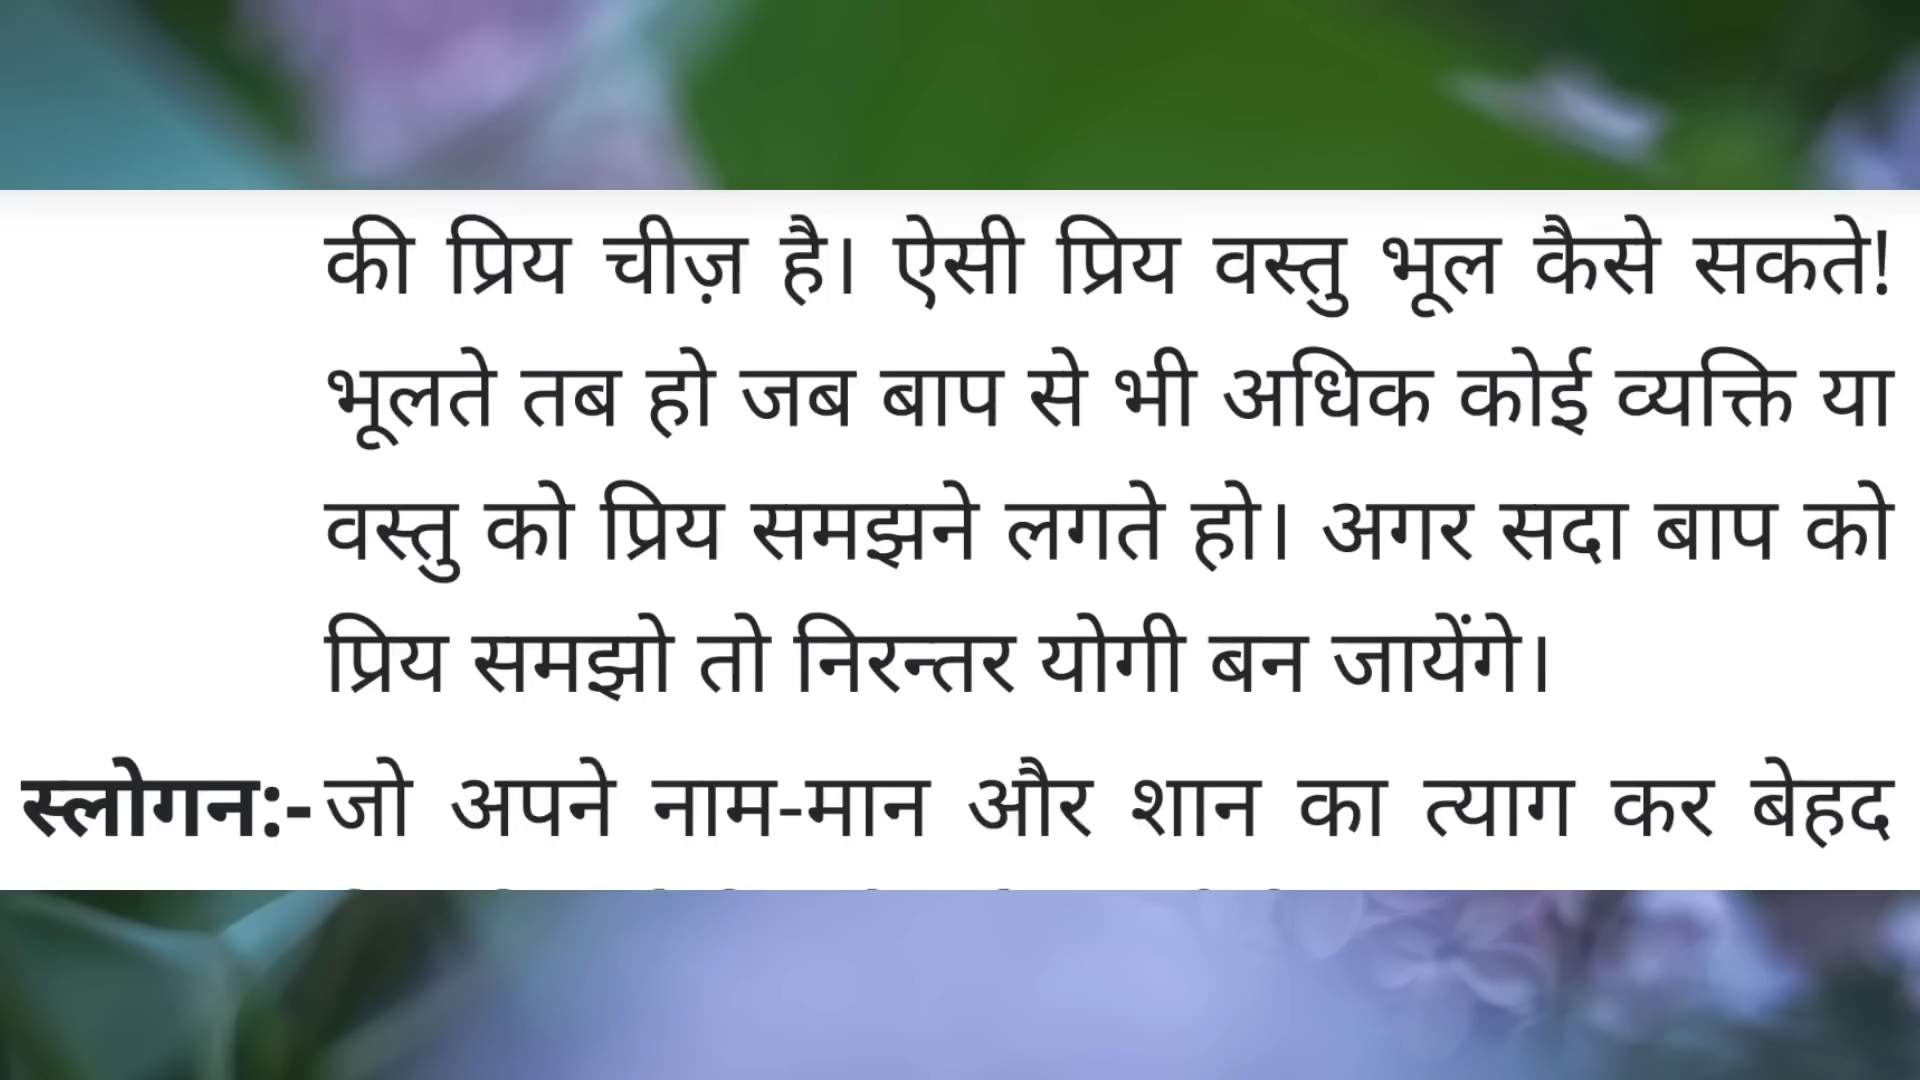 की प्रिय चीज़ है। ऐसी प्रिय वस्तु भूल कैसे सकते!
भूलते तब हो जब बाप से भी अधिक कोई व्यक्ति या
वस्तु को प्रिय समझने लगते हो। अगर सदा बाप को
प्रिय समझो तो निरन्तर योगी बन जायेंगे।
स्लोगन:- जो अपने नाम-मान और शान का त्याग कर बेहद